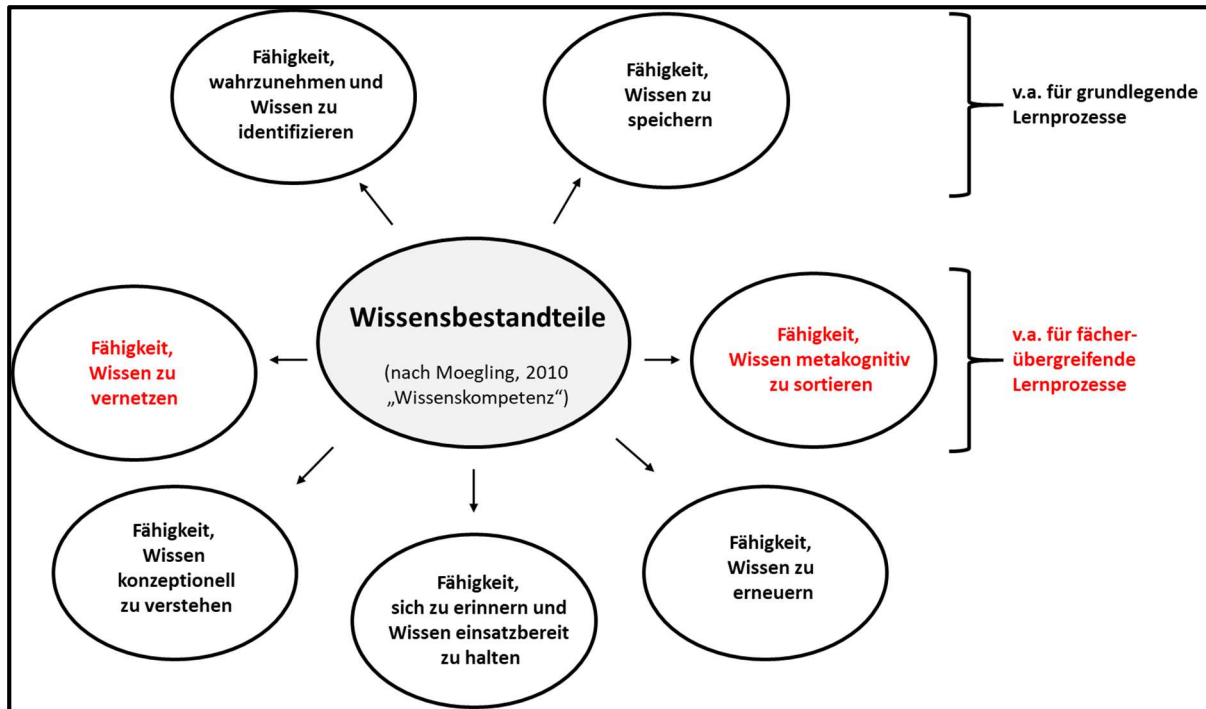 Fähigkeit,
wahrzunehmen und
Wissen zu
identifizieren
Fähigkeit,
Wissen zu
speichern
v.a. für grundlegende
Lernprozesse
Wissensbestandteile
(nach Moegling, 2010
„Wissenskompetenz“)
Fähigkeit,
Wissen zu
vernetzen
Fähigkeit,
Wissen metakognitiv
zu sortieren
v.a. für fächer-
übergreifende
Lernprozesse
Fähigkeit,
Wissen
konzeptionell
zu verstehen
Fähigkeit,
sich zu erinnern und
Wissen einsatzbereit
zu halten
Fähigkeit,
Wissen zu
erneuern